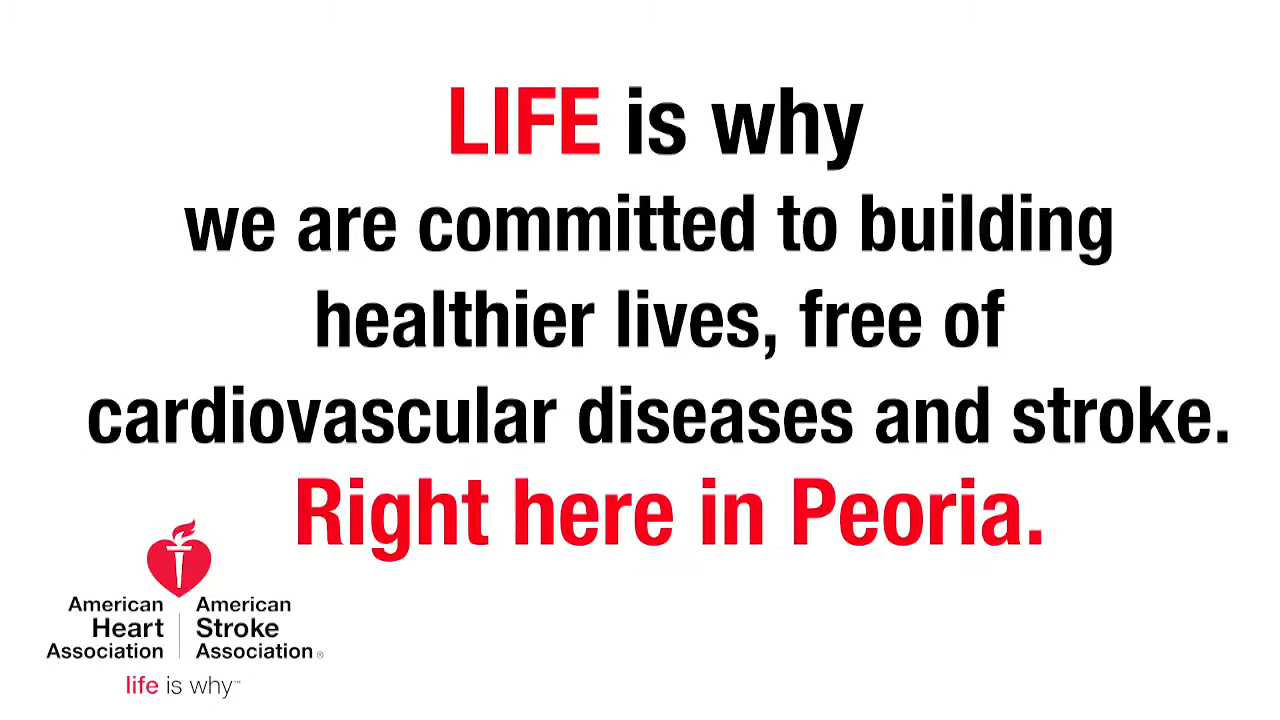 LIFE is why
we are committed to building
healthier lives, free of
cardiovascular diseases and stroke.
Right here in Peoria.
American
Heart
Association
American
Stroke
Association®
life is why™